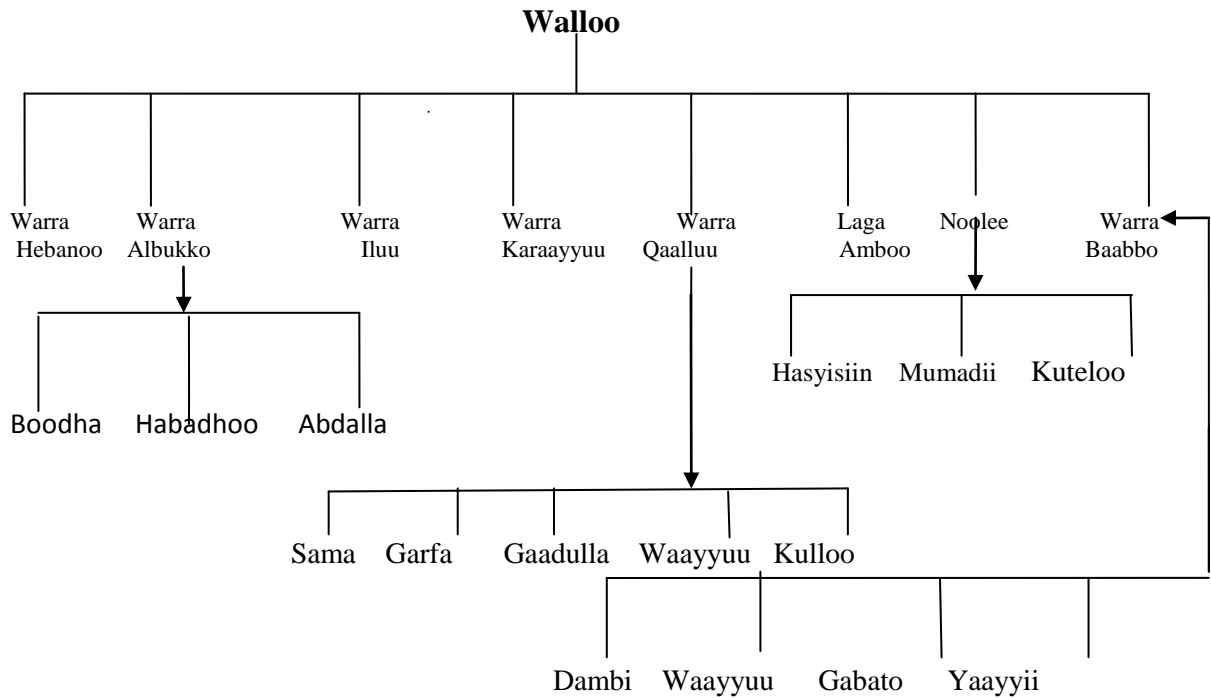 Walloo
Warra Warra Warra Warra Warra Laga Noolee Warra
Hebanoo Albukko Iluu Karaayyuu Qaalluu Amboo Baabbo
Hasyisiin Mumadii Kuteloo
Boodha Habadhoo Abdalla
Sama Garfa Gaadulla Waayyuu Kulloo
Dambi Waayyuu Gabato Yaayyii